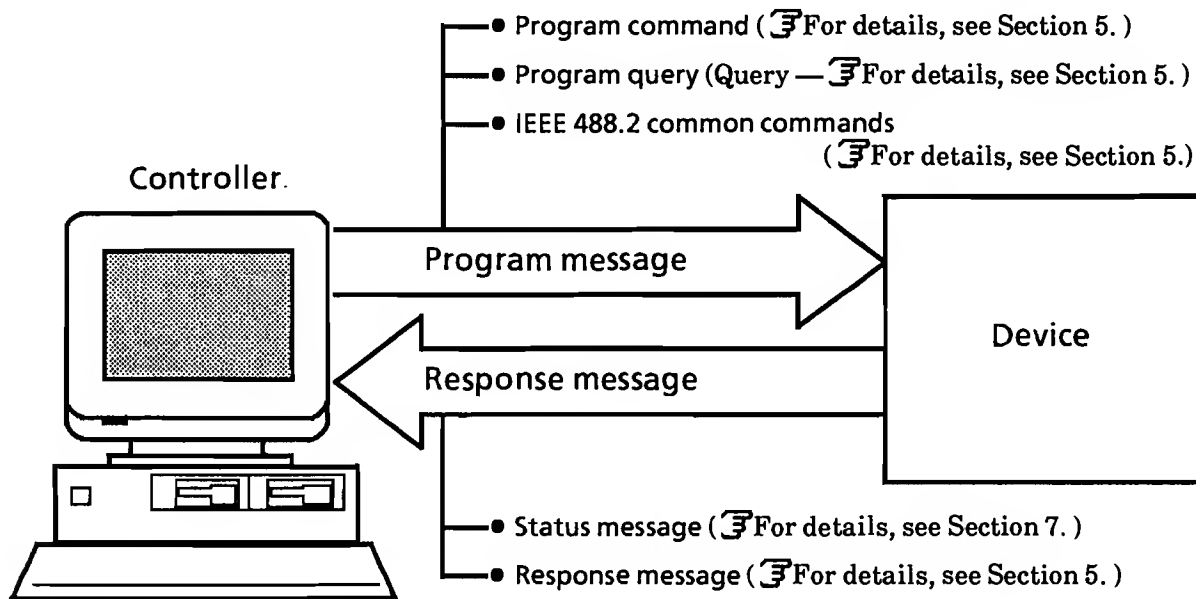 ● Program command (☞For details, see Section 5. )
● Program query (Query — ☞For details, see Section 5. )
● IEEE 488.2 common commands
(☞For details, see Section 5.)
Controller.
Program message
Device
Response message
● Status message (☞For details, see Section 7. )
● Response message (☞For details, see Section 5. )